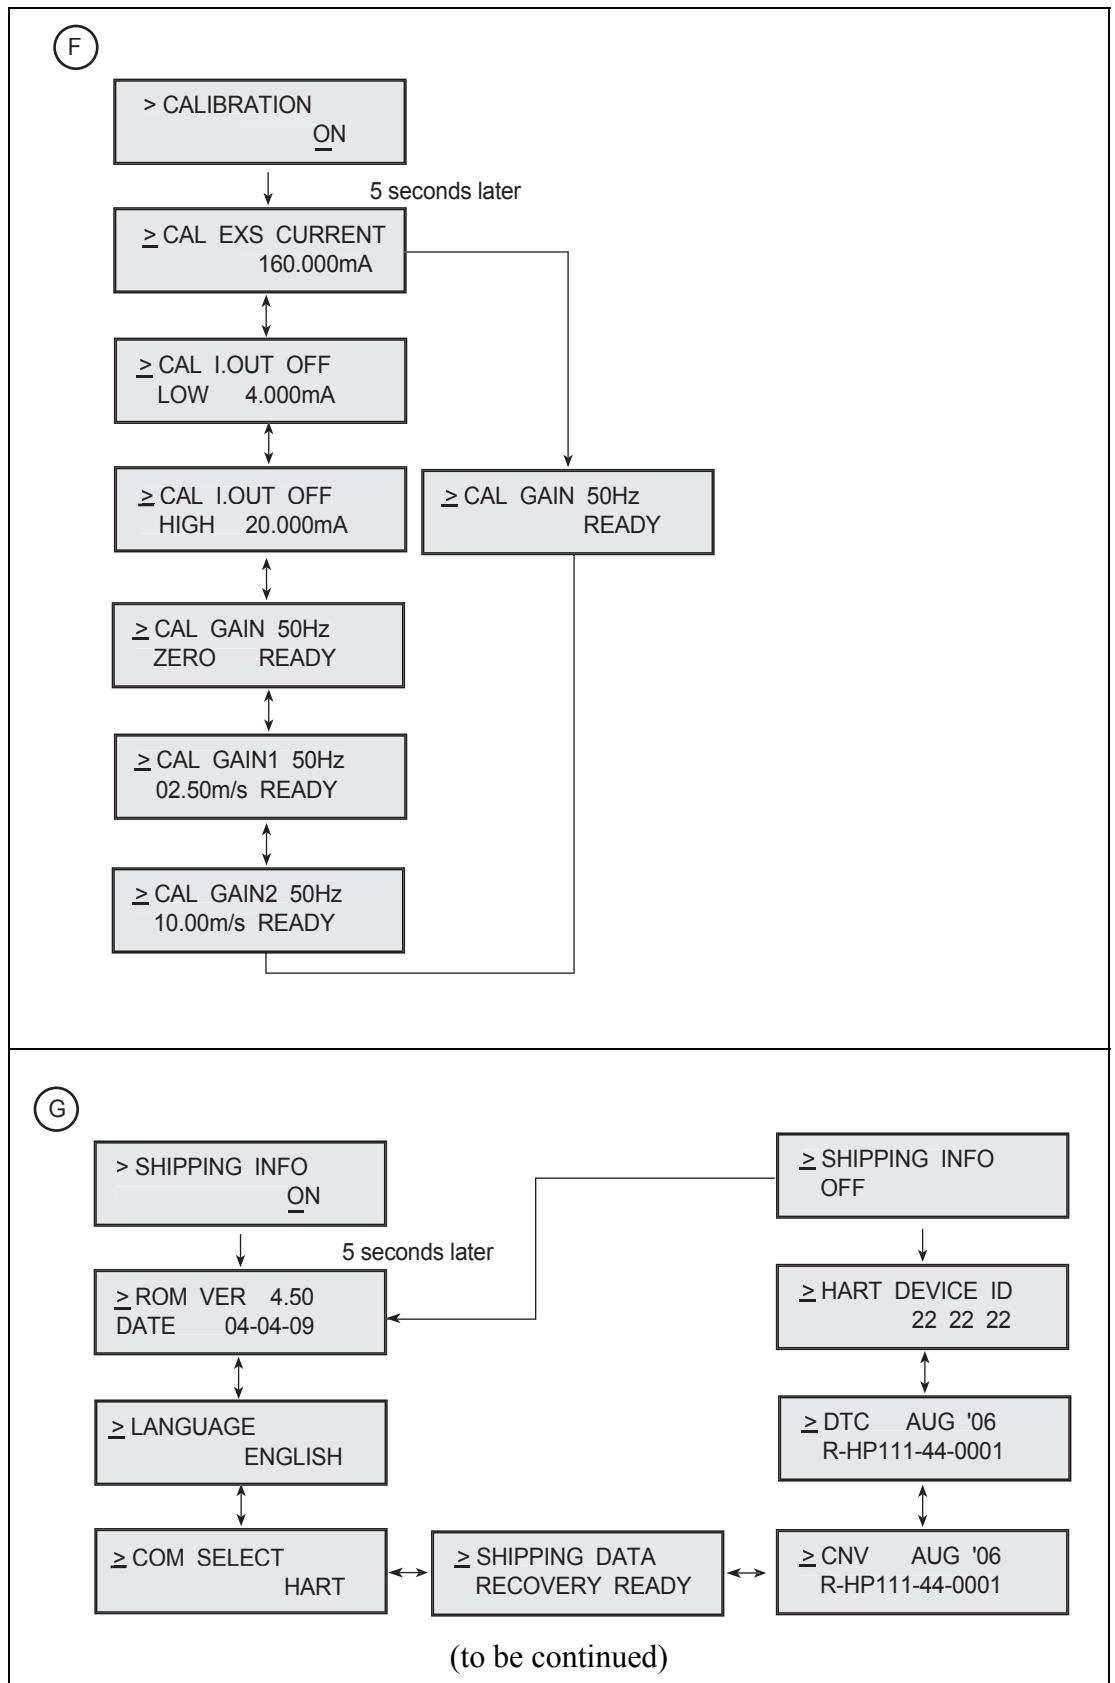 F
> CALIBRATION
ON
5 seconds later
> CAL EXS CURRENT
160.000mA
> CAL I.OUT OFF
LOW 4.000mA
> CAL I.OUT OFF
HIGH 20.000mA
> CAL GAIN 50Hz
READY
> CAL GAIN 50Hz
ZERO READY
> CAL GAIN1 50Hz
02.50m/s READY
> CAL GAIN2 50Hz
10.00m/s READY
G
> SHIPPING INFO
ON
5 seconds later
> ROM VER 4.50
DATE 04-04-09
> LANGUAGE
ENGLISH
> COM SELECT
HART
> SHIPPING DATA
RECOVERY READY
> SHIPPING INFO
OFF
> HART DEVICE ID
22 22 22
> DTC AUG '06
R-HP111-44-0001
> CNV AUG '06
R-HP111-44-0001
(to be continued)